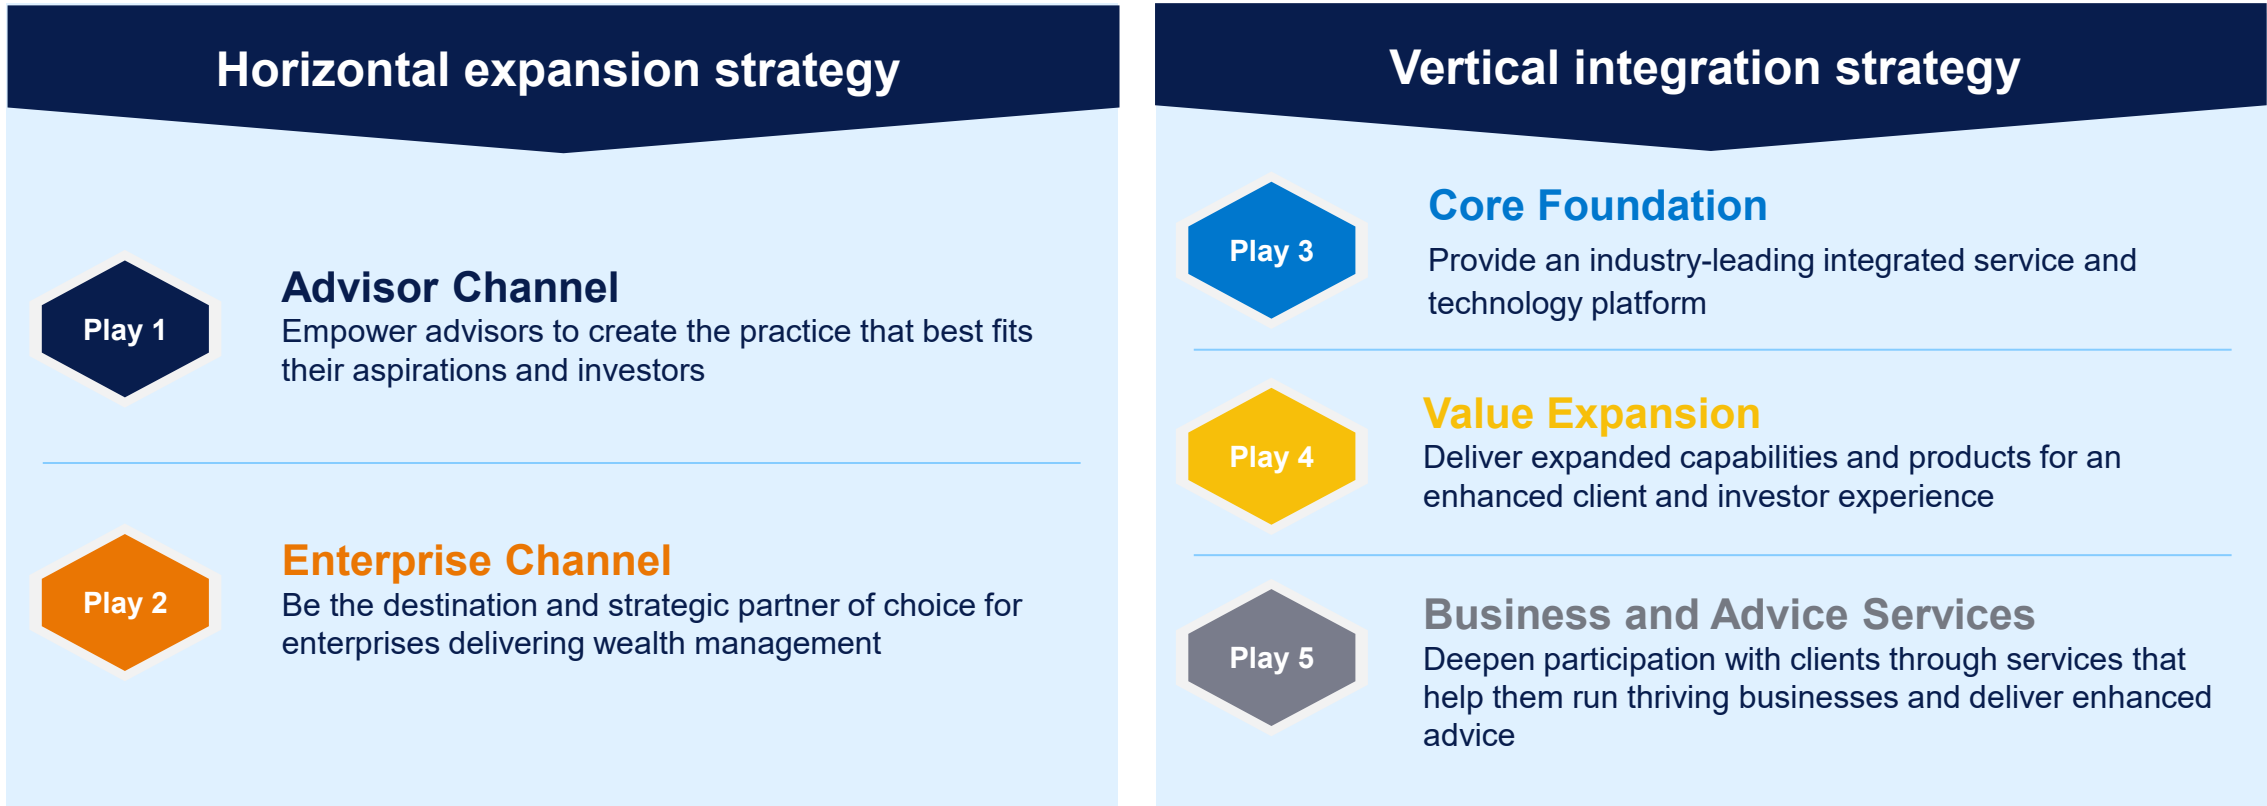 Horizontal expansion strategy
Play 1
Advisor Channel
Empower advisors to create the practice that best fits
their aspirations and investors
Play 2
Enterprise Channel
Be the destination and strategic partner of choice for
enterprises delivering wealth management
Vertical integration strategy
Play 3
Core Foundation
Provide an industry-leading integrated service and
technology platform
Play 4
Value Expansion
Deliver expanded capabilities and products for an
enhanced client and investor experience
Play 5
Business and Advice Services
Deepen participation with clients through services that
help them run thriving businesses and deliver enhanced
advice